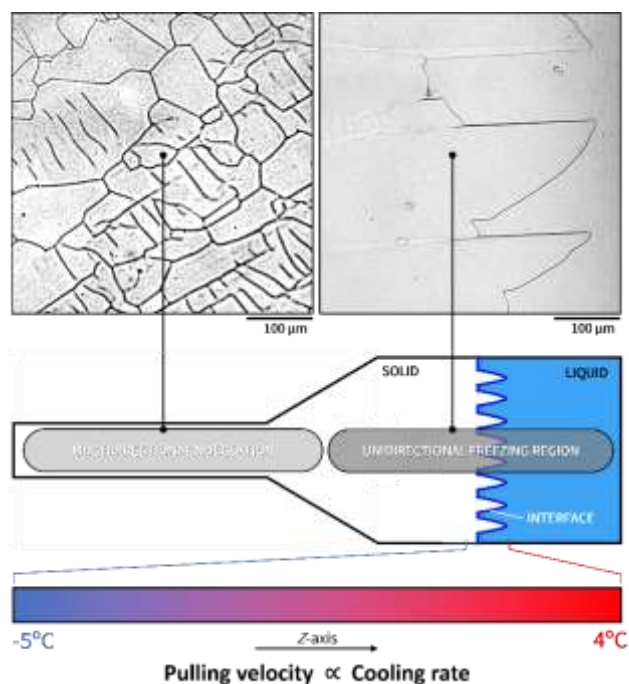 100 µm
100 µm
SOLID
LIQUID
UNIDIRECTIONAL FREEZING REGION
INTERFACE
-5°C
Z-axis
4°C
Pulling velocity ∝ Cooling rate